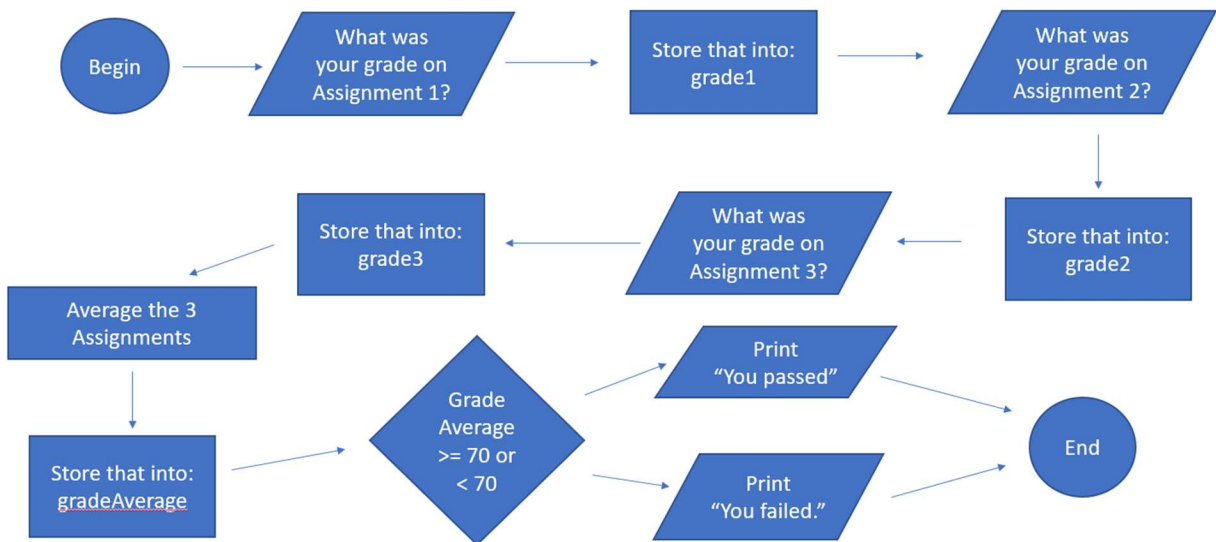 Begin
What was
your grade on
Assignment 1?
Store that into:
grade1
What was
your grade on
Assignment 2?
Store that into:
grade2
What was
your grade on
Assignment 3?
Store that into:
grade3
Average the 3
Assignments
Store that into:
gradeAverage
Grade
Average
>= 70 or
< 70
Print
“You passed”
Print
“You failed.”
End